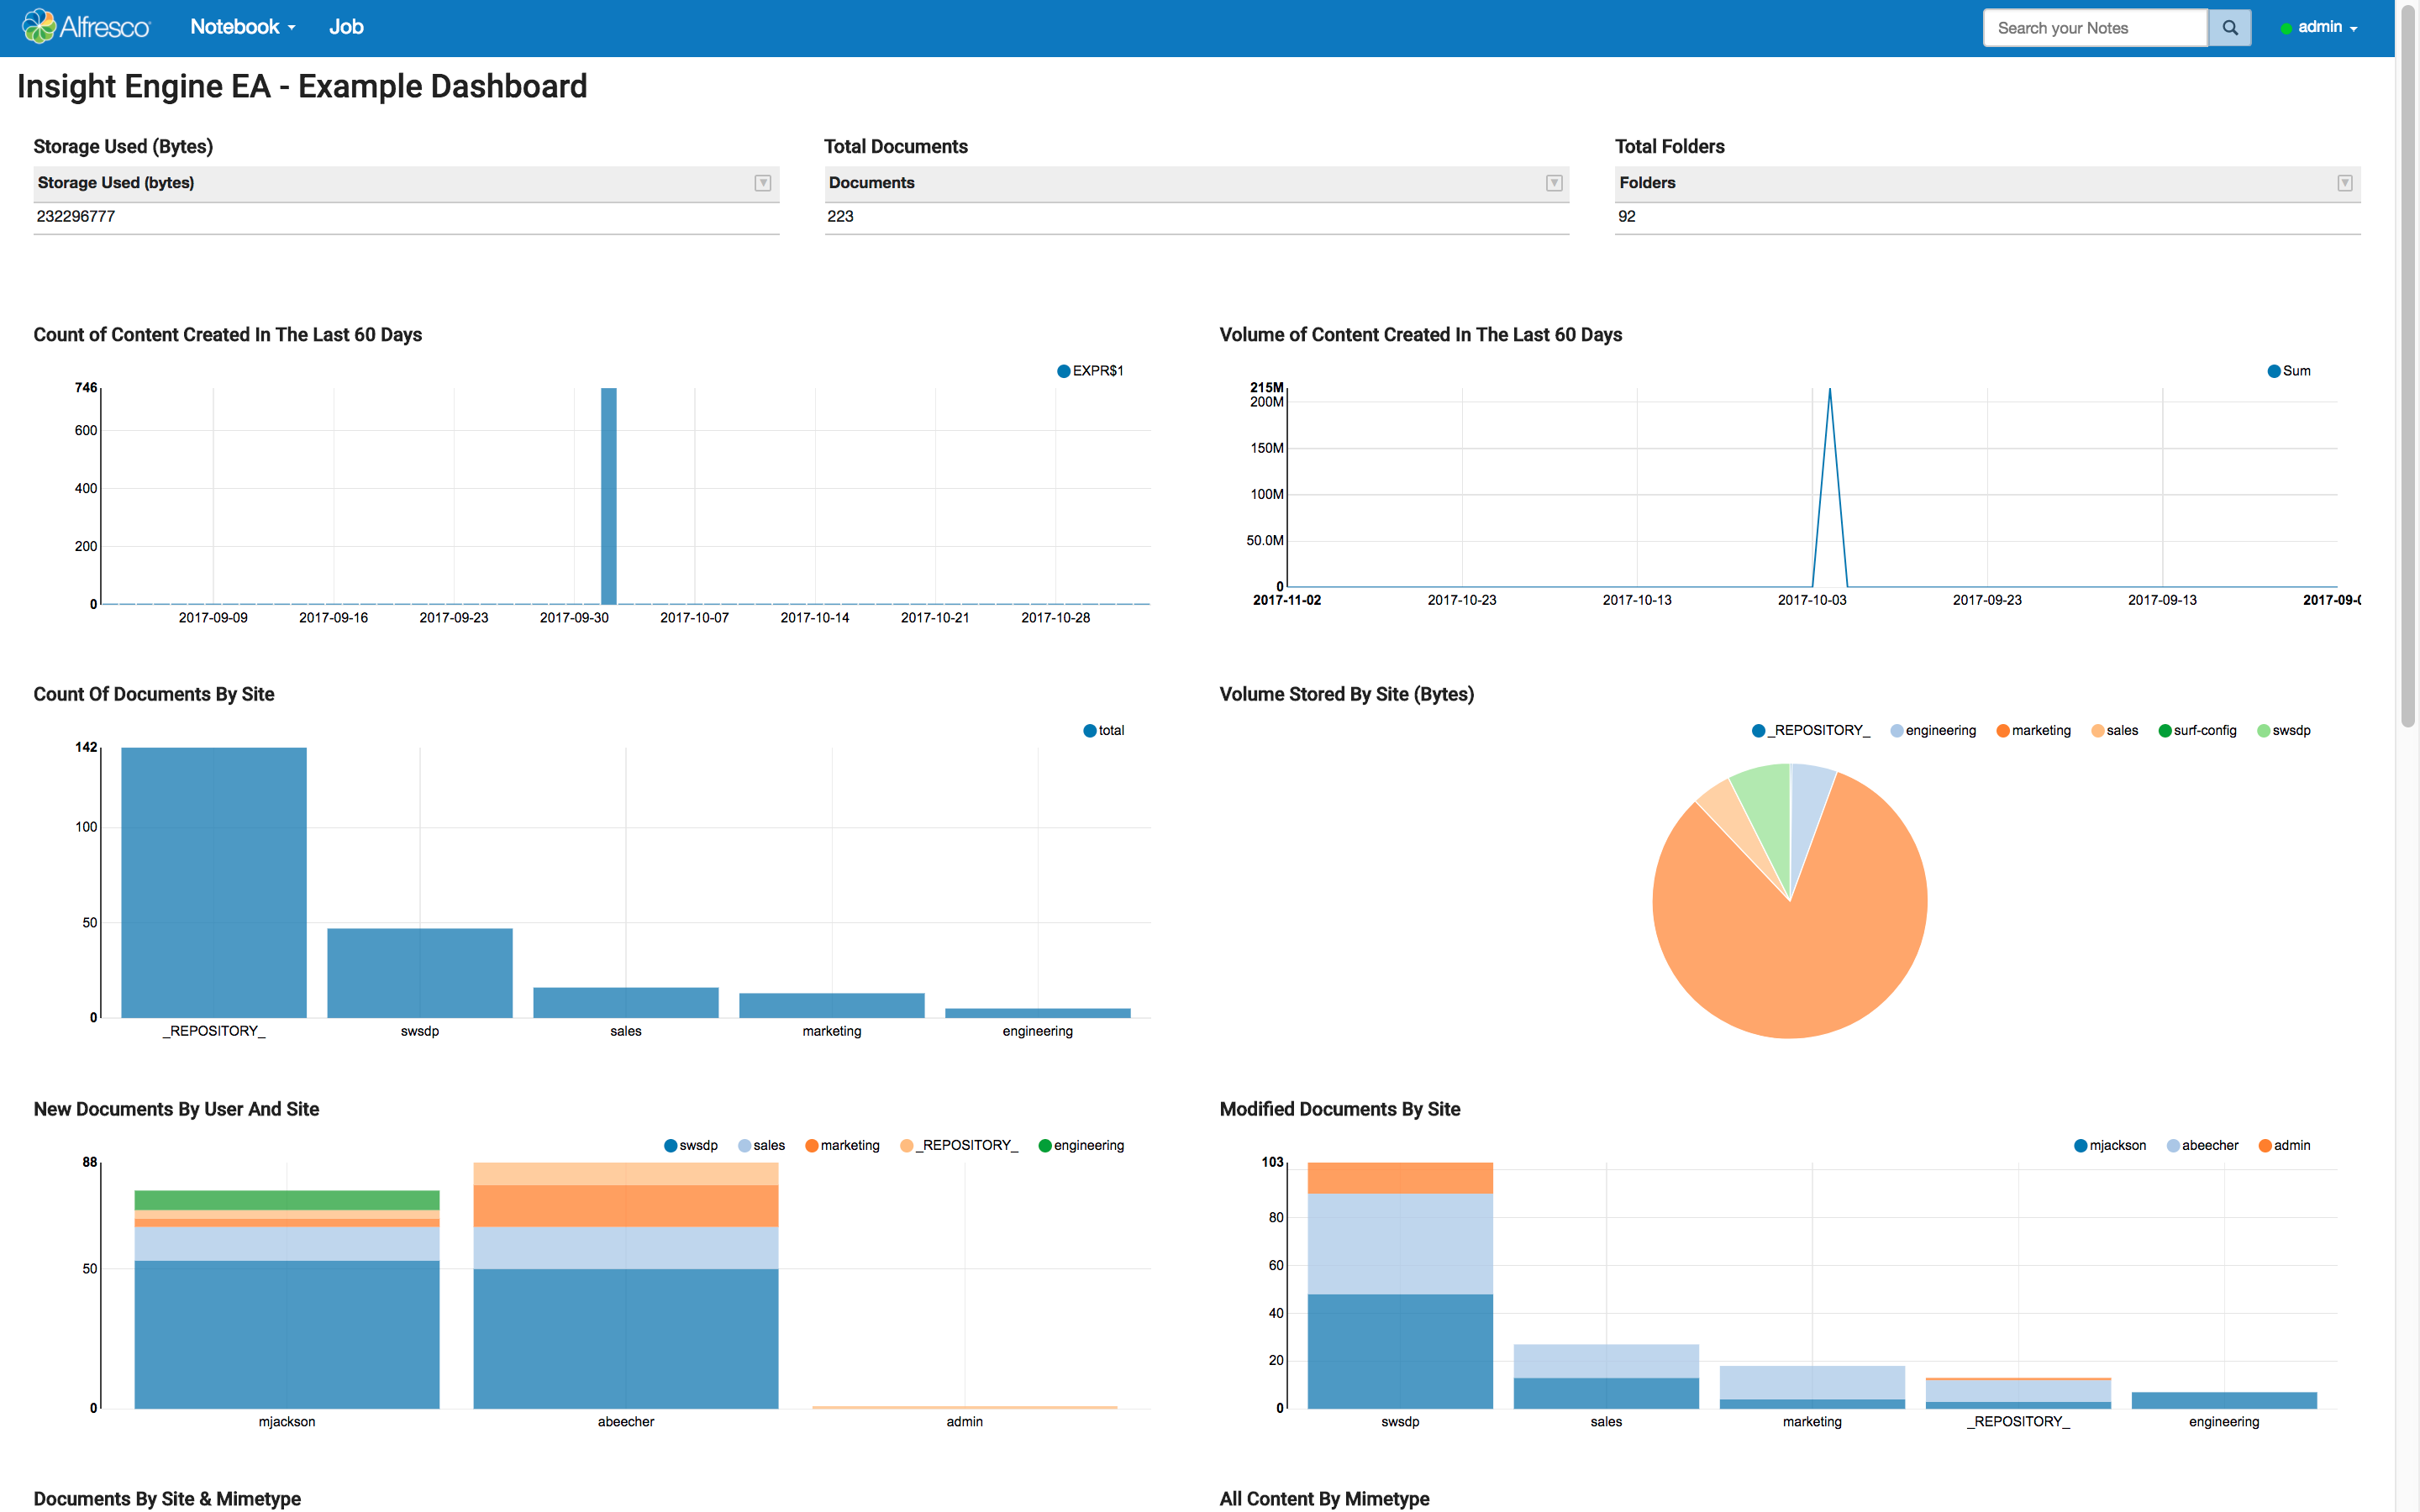 Alfresco Notebook Job Search your Notes admin
Insight Engine EA - Example Dashboard
Storage Used (Bytes)
Storage Used (bytes)
232296777
Total Documents
Documents
223
Total Folders
Folders
92
Count of Content Created In The Last 60 Days
EXPR$1
746
600
400
200
0
2017-09-09 2017-09-16 2017-09-23 2017-09-30 2017-10-07 2017-10-14 2017-10-21 2017-10-28
Volume of Content Created In The Last 60 Days
Sum
215M
200M
150M
100M
50.0M
0
2017-11-02 2017-10-23 2017-10-13 2017-10-03 2017-09-23 2017-09-13
Count Of Documents By Site
total
142
100
50
0
_REPOSITORY_ swsdp sales marketing engineering
Volume Stored By Site (Bytes)
_REPOSITORY_ engineering marketing sales surf-config swsdp
New Documents By User And Site
swsdp sales marketing _REPOSITORY_ engineering
88
50
0
mjackson abeecher admin
Modified Documents By Site
mjackson abeecher admin
103
80
60
40
20
0
swsdp sales marketing _REPOSITORY_ engineering
Documents By Site & Mimetype
All Content By Mimetype